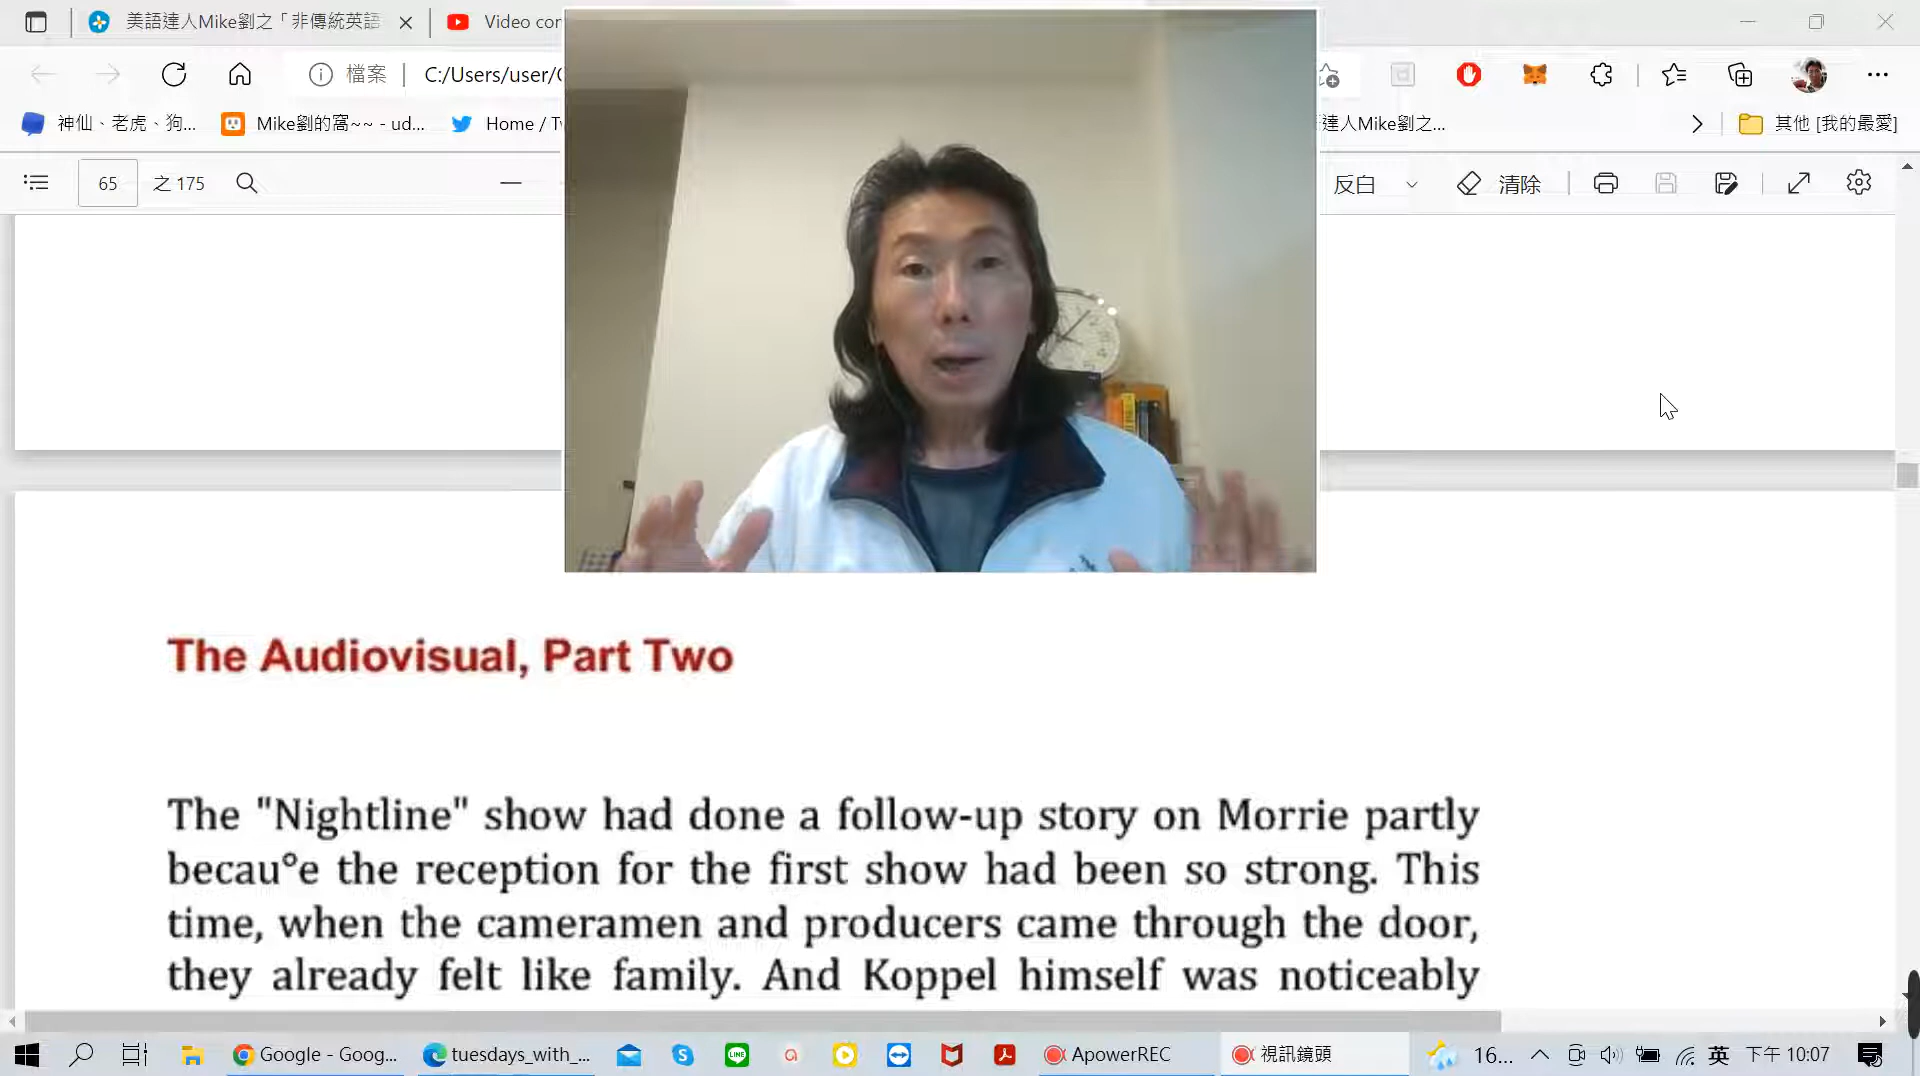 美語達人Mike劉之「非傳統英語
Video cor
檔案
C:/Users/user/
神仙、老虎、狗...
Mike劉的窩~~ - ud...
Home / Tw
達人Mike劉之...
其他 [我的最愛]
65
之 175
反白
清除
The Audiovisual, Part Two
The "Nightline" show had done a follow-up story on Morrie partly
becau°e the reception for the first show had been so strong. This
time, when the cameramen and producers came through the door,
they already felt like family. And Koppel himself was noticeably
Google - Goog...
tuesdays_with_...
LINE
ApowerREC
視訊鏡頭
16...
英
下午 10:07